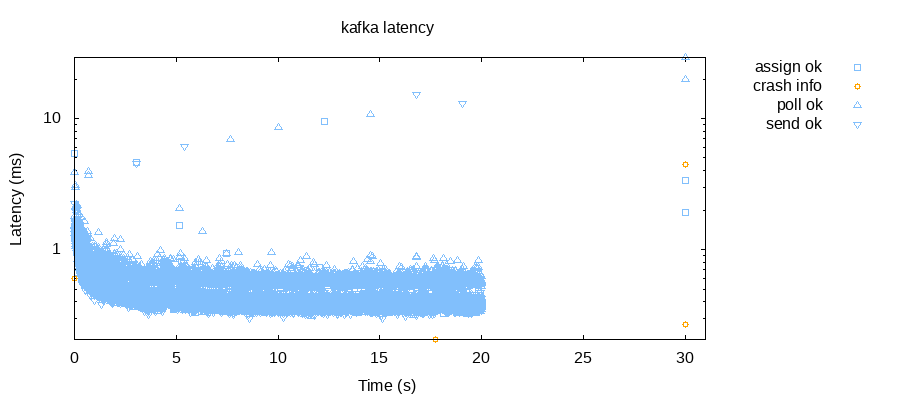 kafka latency
assign ok
crash info
poll ok
send ok
10
1
Latency (ms)
0 5 10 15 20 25 30
Time (s)